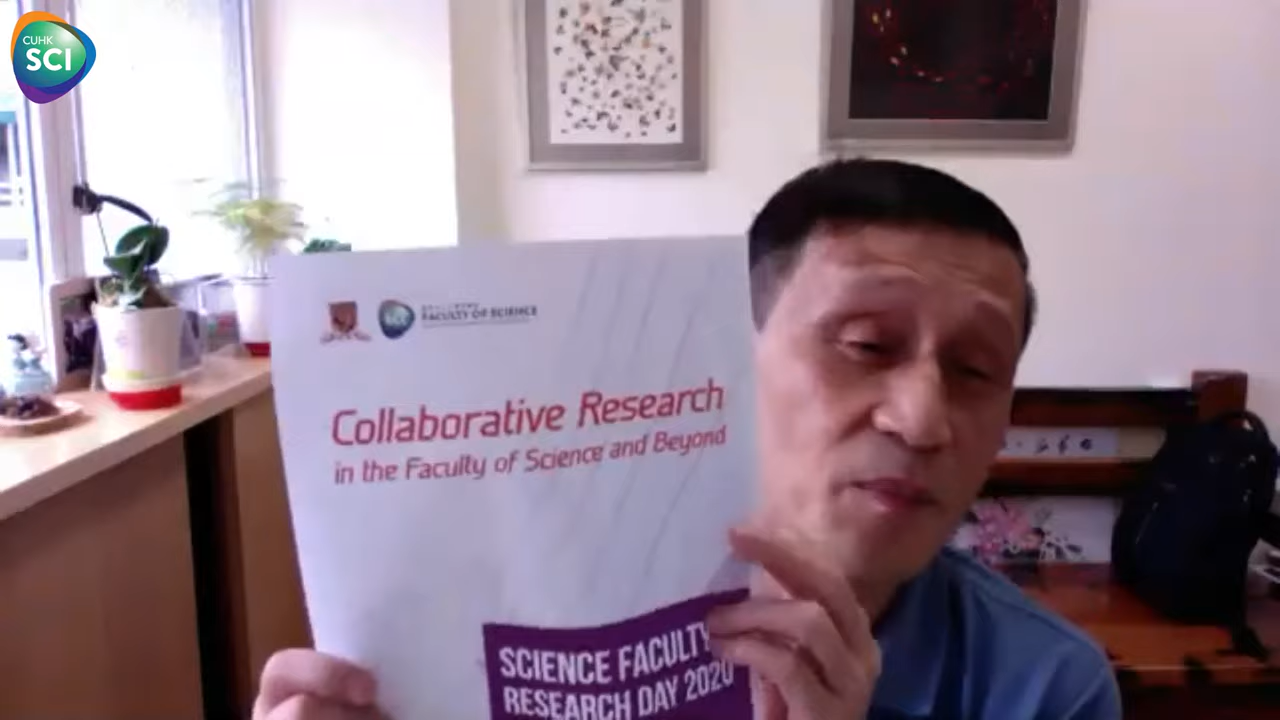 CUHK
SCI
SCI
FACULTY OF SCIENCE
Collaborative Research
in the Faculty of Science and Beyond
SCIENCE FACULTY
RESEARCH DAY 2020